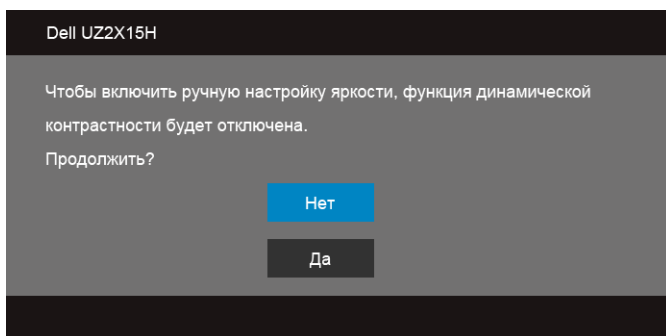 Dell UZ2X15H
Чтобы включить ручную настройку яркости, функция динамической
контрастности будет отключена.
Продолжить?
Нет
Да